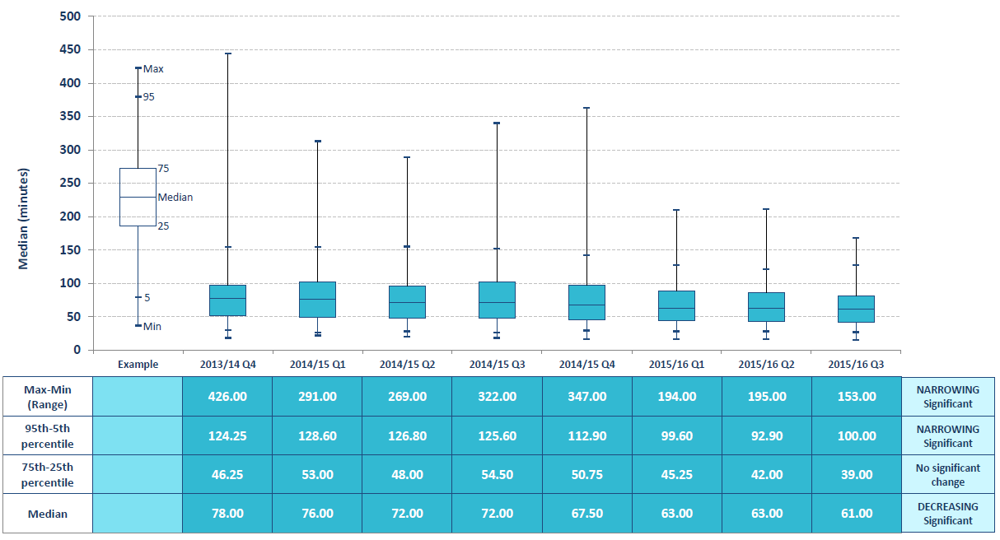 500
450
400
350
300
250
200
150
100
50
0
Median (minutes)
Max
95
75
Median
25
5
Min
Example 2013/14 Q4 2014/15 Q1 2014/15 Q2 2014/15 Q3 2014/15 Q4 2015/16 Q1 2015/16 Q2 2015/16 Q3
Max-Min
(Range) 426.00 291.00 269.00 322.00 347.00 194.00 195.00 153.00 NARROWING
Significant
95th-5th
percentile 124.25 128.60 126.80 125.60 112.90 99.60 92.90 100.00 NARROWING
Significant
75th-25th
percentile 46.25 53.00 48.00 54.50 50.75 45.25 42.00 39.00 No significant
change
Median 78.00 76.00 72.00 72.00 67.50 63.00 63.00 61.00 DECREASING
Significant